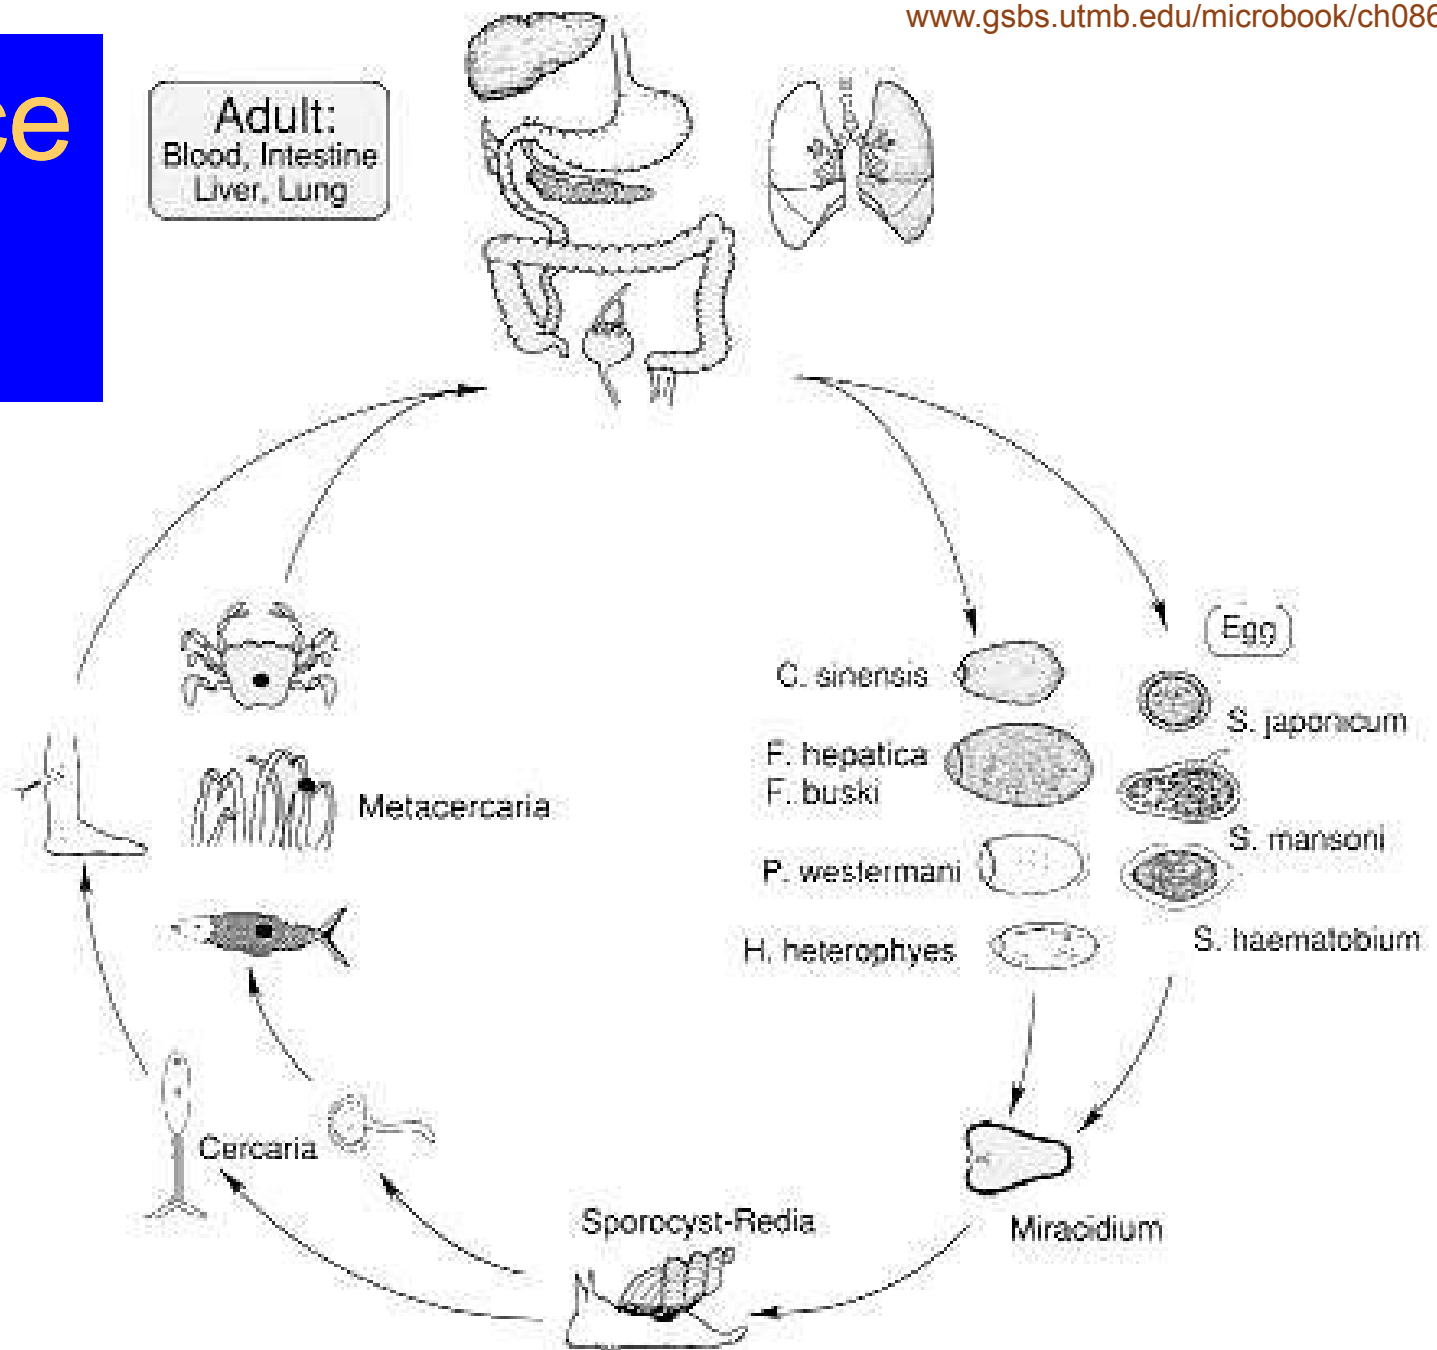 www.gsbs.utmb.edu/microbook/ch086
ce
Adult:
Blood, Intestine
Liver, Lung
Egg
C. sinensis
S. japonicum
F. hepatica
F. buski
Metacercaria
S. mansoni
P. westermani
S. haematobium
H. heterophyes
Cercaria
Sporocyst-Redia
Miracidium